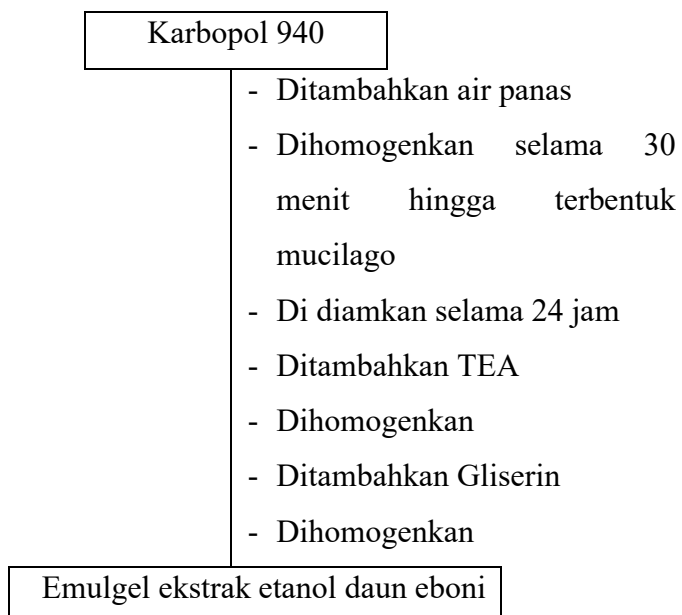 Karbopol 940
- Ditambahkan air panas
- Dihomogenkan selama 30
menit hingga terbentuk
mucilago
- Di diamkan selama 24 jam
- Ditambahkan TEA
- Dihomogenkan
- Ditambahkan Gliserin
- Dihomogenkan
Emulgel ekstrak etanol daun eboni